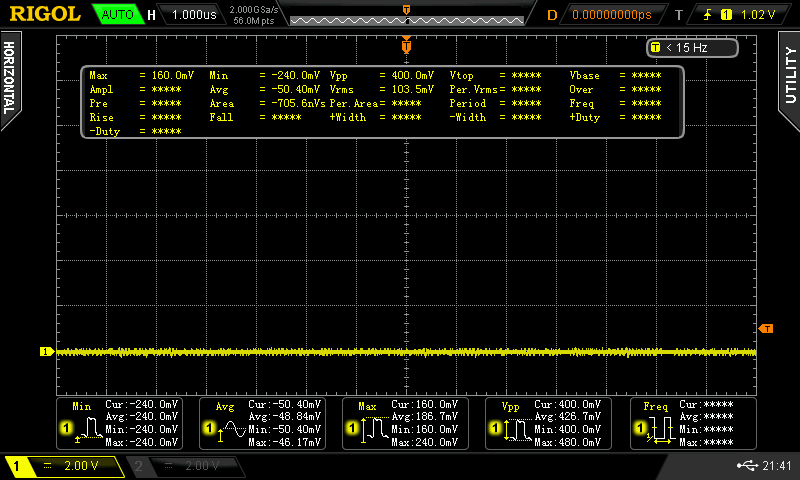 RIGOL AUTO H 1.000us 2.000GSa/s 56.0M pts T D 0.00000000ps T 1 1.02 V
T T < 15 Hz
HORIZONTAL
UTILITY
Max = 160.0mV Min = -240.0mV Vpp = 400.0mV Vtop = ***** Vbase = *****
Ampl = ***** Avg = -50.40mV Vrms = 103.5mV Per.Vrms= ***** Over = *****
Pre = ***** Area = -705.6nVs Per.Area= ***** Period = ***** Freq = *****
Rise = ***** Fall = ***** +Width = ***** -Width = ***** +Duty = *****
-Duty = *****
T
1
Min Cur:-240.0mV
Avg:-240.0mV
1 Min:-240.0mV
Max:-240.0mV
Avg Cur:-50.40mV
Avg:-48.84mV
1 Min:-50.40mV
Max:-46.17mV
Max Cur:160.0mV
Avg:186.7mV
1 Min:160.0mV
Max:240.0mV
Vpp Cur:400.0mV
Avg:426.7mV
1 Min:400.0mV
Max:480.0mV
Freq Cur:*****
Avg:*****
1 Min:*****
Max:*****
1 2.00 V 2 2.00 V 21:41